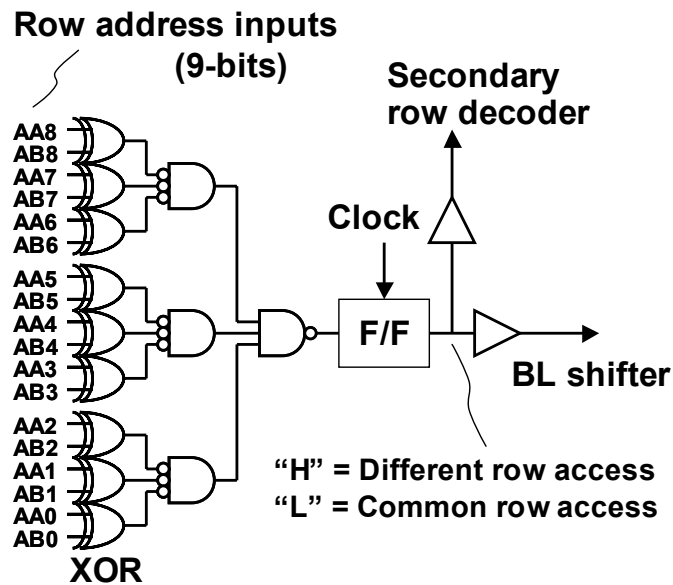 Row address inputs
(9-bits)
Secondary
row decoder
AA8
AB8
AA7
AB7
AA6
AB6
Clock
AA5
AB5
AA4
AB4
AA3
AB3
F/F
BL shifter
AA2
AB2
AA1
AB1
AA0
AB0
“H” = Different row access
“L” = Common row access
XOR